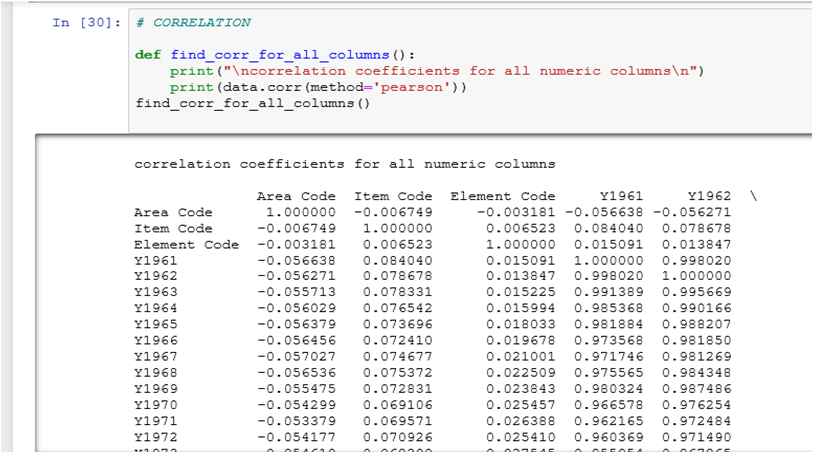 In [30]: # CORRELATION
def find_corr_for_all_columns():
print("\ncorrelation coefficients for all numeric columns\n")
print(data.corr(method='pearson'))
find_corr_for_all_columns()
correlation coefficients for all numeric columns
Area Code Item Code Element Code Y1961 Y1962 \
Area Code 1.000000 -0.006749 -0.003181 -0.056638 -0.056271
Item Code -0.006749 1.000000 0.006523 0.084040 0.078678
Element Code -0.003181 0.006523 1.000000 0.015091 0.013847
Y1961 -0.056638 0.084040 0.015091 1.000000 0.998020
Y1962 -0.056271 0.078678 0.013847 0.998020 1.000000
Y1963 -0.055713 0.078331 0.015225 0.991389 0.995669
Y1964 -0.056029 0.076542 0.015994 0.985368 0.990166
Y1965 -0.056379 0.073696 0.018033 0.981884 0.988207
Y1966 -0.056456 0.072410 0.019678 0.973568 0.981850
Y1967 -0.057027 0.074677 0.021001 0.971746 0.981269
Y1968 -0.056536 0.075372 0.022509 0.975565 0.984348
Y1969 -0.055475 0.072831 0.023843 0.980324 0.987486
Y1970 -0.054299 0.069106 0.025457 0.966578 0.976254
Y1971 -0.053379 0.069571 0.026388 0.962165 0.972484
Y1972 -0.054177 0.070926 0.025410 0.960369 0.971490